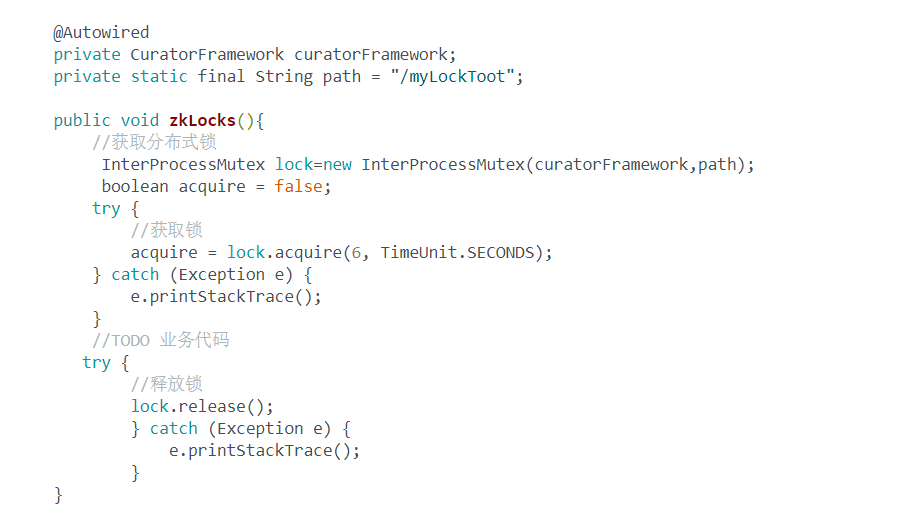 @Autowired
private CuratorFramework curatorFramework;
private static final String path = "/myLockToot";
public void zkLocks(){
//获取分布式锁
InterProcessMutex lock=new InterProcessMutex(curatorFramework,path);
boolean acquire = false;
try {
//获取锁
acquire = lock.acquire(6, TimeUnit.SECONDS);
} catch (Exception e) {
e.printStackTrace();
}
//TODO 业务代码
try {
//释放锁
lock.release();
} catch (Exception e) {
e.printStackTrace();
}
}